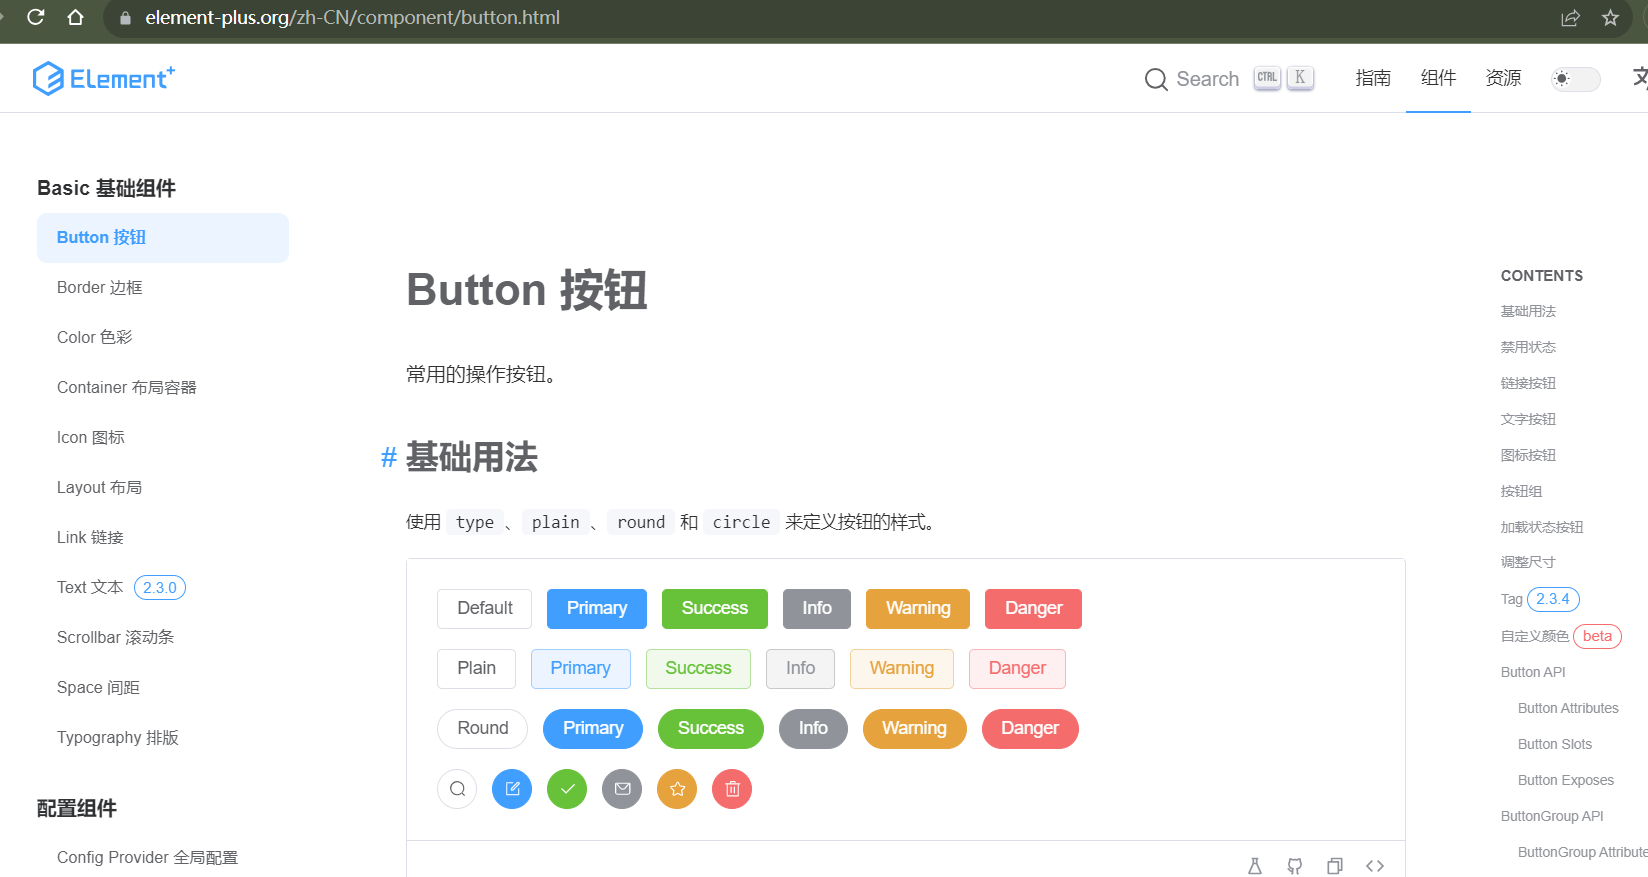 element-plus.org/zh-CN/component/button.html
Element+
Search CTRL K 指南 组件 资源 文
Basic 基础组件
Button 按钮
Border 边框
Color 色彩
Container 布局容器
Icon 图标
Layout 布局
Link 链接
Text 文本 2.3.0
Scrollbar 滚动条
Space 间距
Typography 排版
配置组件
Config Provider 全局配置
Button 按钮
常用的操作按钮。
# 基础用法
使用 type 、 plain 、 round 和 circle 来定义按钮的样式。
Default Primary Success Info Warning Danger
Plain Primary Success Info Warning Danger
Round Primary Success Info Warning Danger
CONTENTS
基础用法
禁用状态
链接按钮
文字按钮
图标按钮
按钮组
加载状态按钮
调整尺寸
Tag 2.3.4
自定义颜色 beta
Button API
Button Attributes
Button Slots
Button Exposes
ButtonGroup API
ButtonGroup Attribute